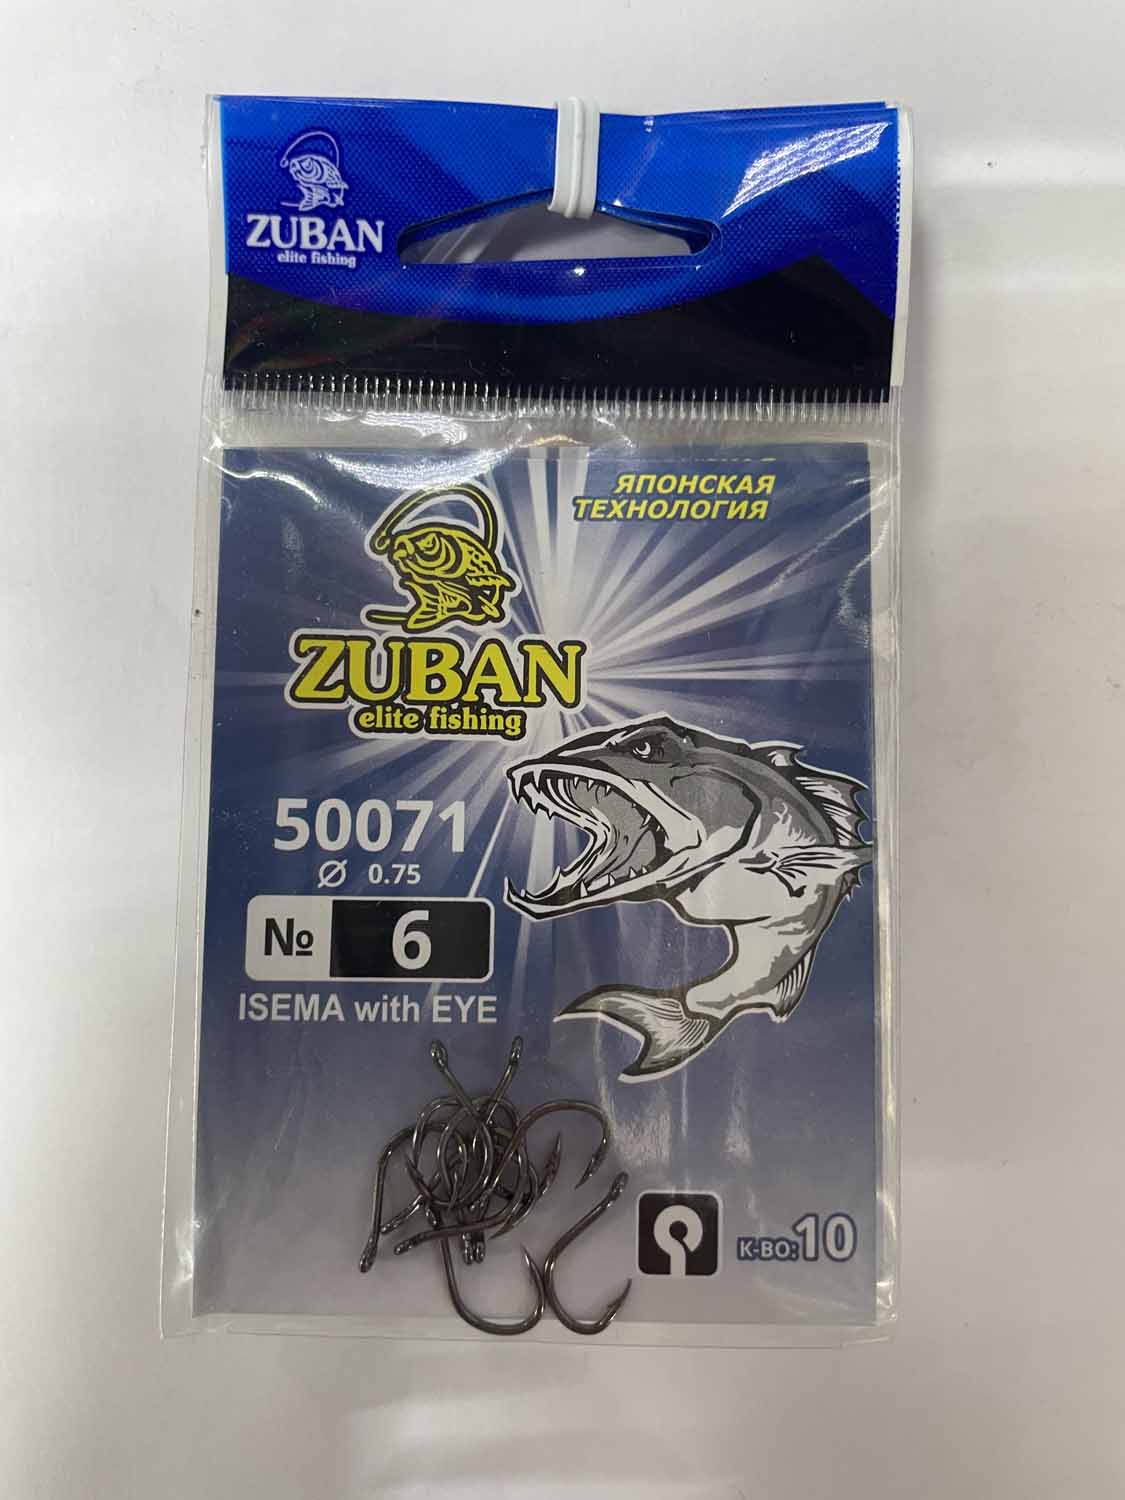 ZUBAN
elite fishing
ЯПОНСКАЯ
ТЕХНОЛОГИЯ
ZUBAN
elite fishing
50071
Ø 0.75
№ 6
ISEMA with EYE
К-ВО:10